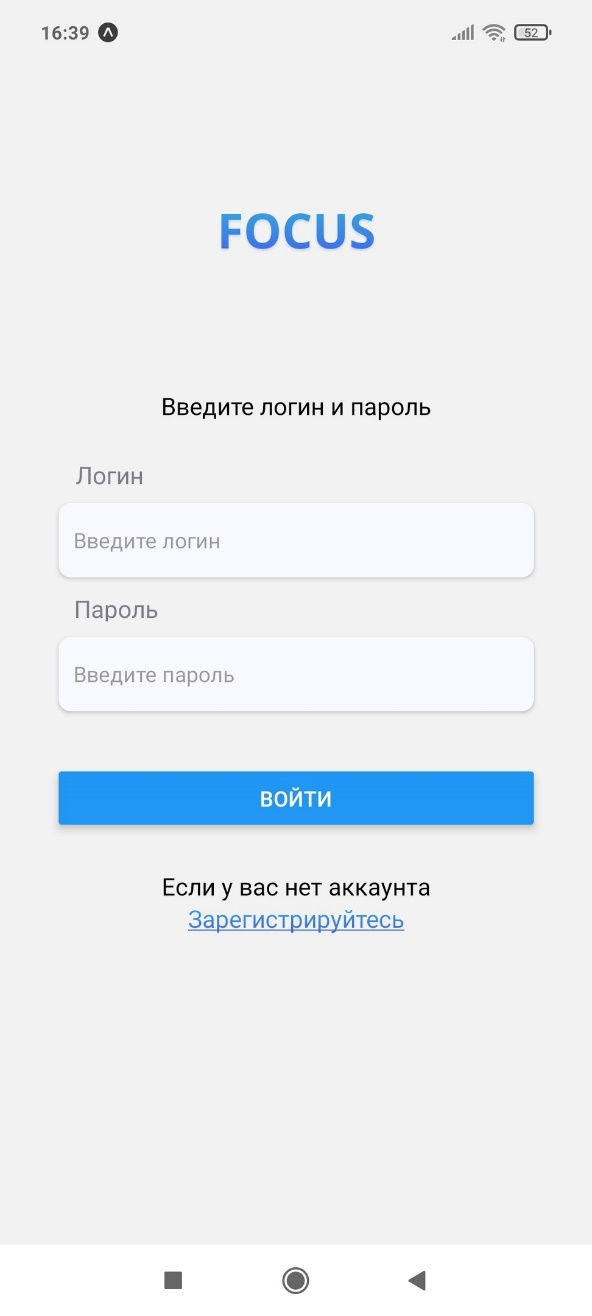 16:39
52
FOCUS
Введите логин и пароль
Логин
Введите логин
Пароль
Введите пароль
ВОЙТИ
Если у вас нет аккаунта
Зарегистрируйтесь